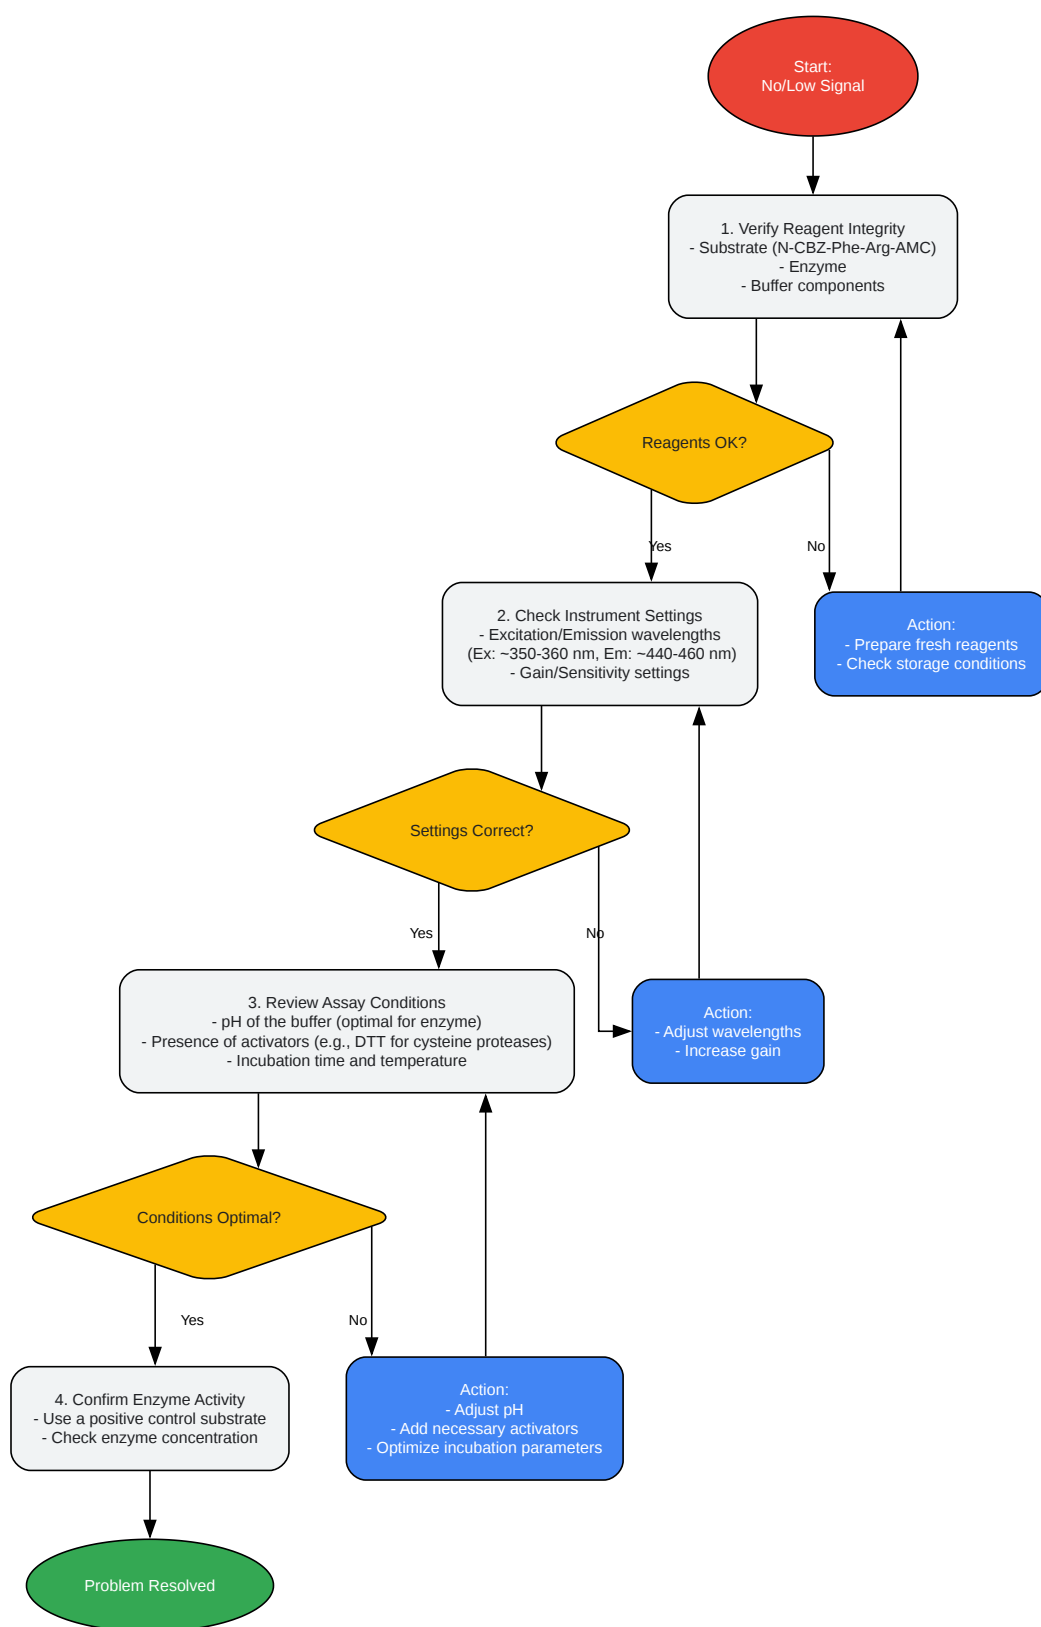 Start:
No/Low Signal
1. Verify Reagent Integrity
- Substrate (N-CBZ-Phe-Arg-AMC)
- Enzyme
- Buffer components
Reagents OK?
Yes
No
2. Check Instrument Settings
- Excitation/Emission wavelengths
(Ex: ~350-360 nm, Em: ~440-460 nm)
- Gain/Sensitivity settings
Action:
- Prepare fresh reagents
- Check storage conditions
Settings Correct?
Yes
No
3. Review Assay Conditions
- pH of the buffer (optimal for enzyme)
- Presence of activators (e.g., DTT for cysteine proteases)
- Incubation time and temperature
Action:
- Adjust wavelengths
- Increase gain
Conditions Optimal?
Yes
No
4. Confirm Enzyme Activity
- Use a positive control substrate
- Check enzyme concentration
Action:
- Adjust pH
- Add necessary activators
- Optimize incubation parameters
Problem Resolved